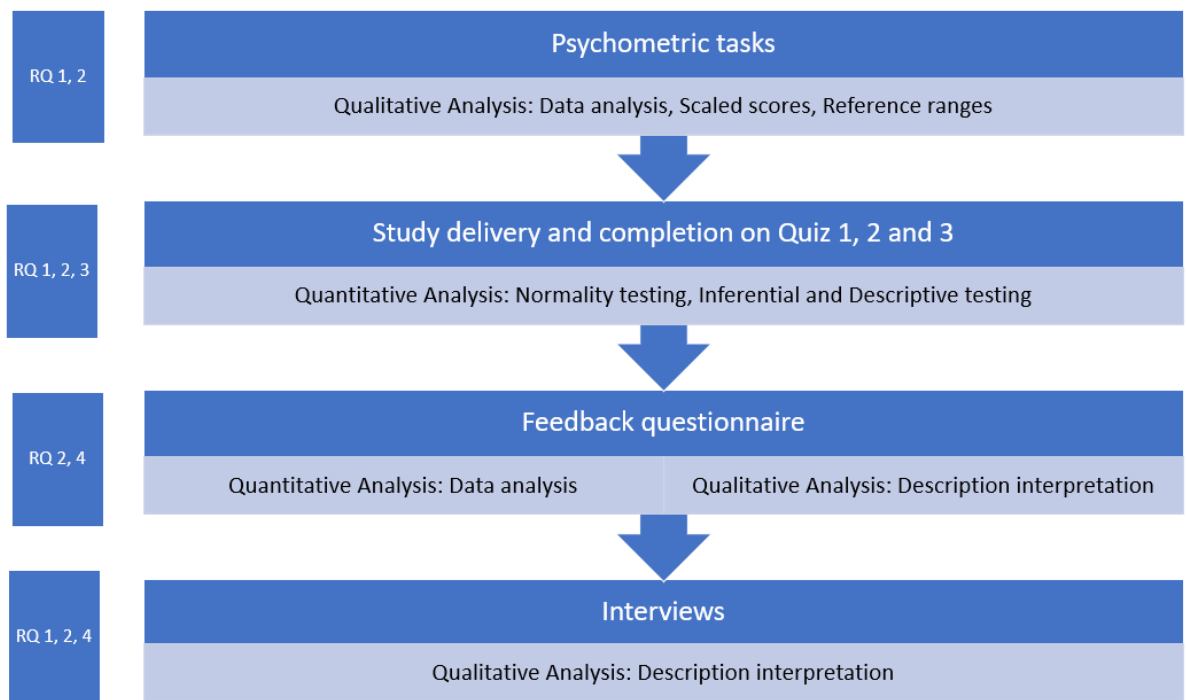 RQ 1, 2
Psychometric tasks
Qualitative Analysis: Data analysis, Scaled scores, Reference ranges
RQ 1, 2, 3
Study delivery and completion on Quiz 1, 2 and 3
Quantitative Analysis: Normality testing, Inferential and Descriptive testing
RQ 2, 4
Feedback questionnaire
Quantitative Analysis: Data analysis
Qualitative Analysis: Description interpretation
RQ 1, 2, 4
Interviews
Qualitative Analysis: Description interpretation